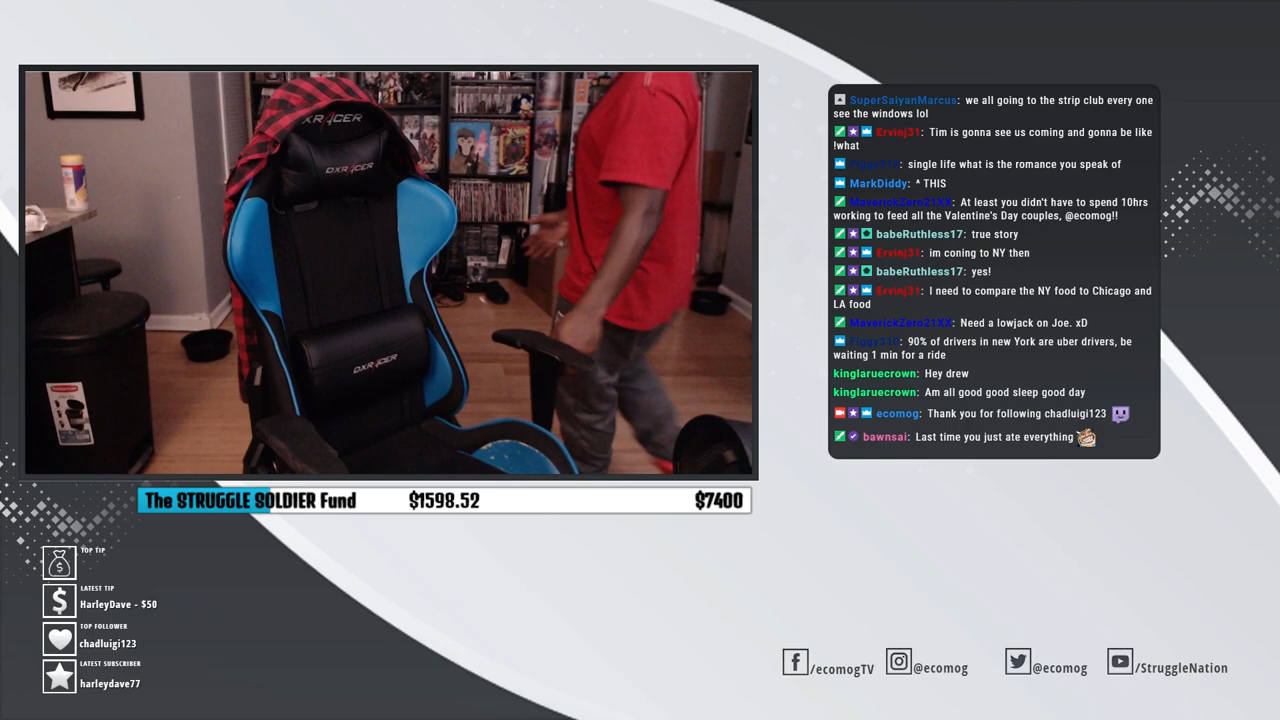 DXRACER
DXRACER
DXRACER
SuperSaiyanMarcus: we all going to the strip club every one
see the windows lol
Ervinj31: Tim is gonna see us coming and gonna be like
!what
Figgy310: single life what is the romance you speak of
MarkDiddy: ^ THIS
MaverickZero21XX: At least you didn't have to spend 10hrs
working to feed all the Valentine's Day couples, @ecomog!!
babeRuthless17: true story
Ervinj31: im coning to NY then
babeRuthless17: yes!
Ervinj31: I need to compare the NY food to Chicago and
LA food
MaverickZero21XX: Need a lowjack on Joe. xD
Figgy310: 90% of drivers in new York are uber drivers, be
waiting 1 min for a ride
kinglaruecrown: Hey drew
kinglaruecrown: Am all good good sleep good day
ecomog: Thank you for following chadluigi123
bawnsai: Last time you just ate everything
The STRUGGLE SOLDIER Fund $1598.52 $7400
TOP TIP
LATEST TIP
HarleyDave - $50
TOP FOLLOWER
chadluigi123
LATEST SUBSCRIBER
harleydave77
/ecomogTV @ecomog @ecomog /StruggleNation